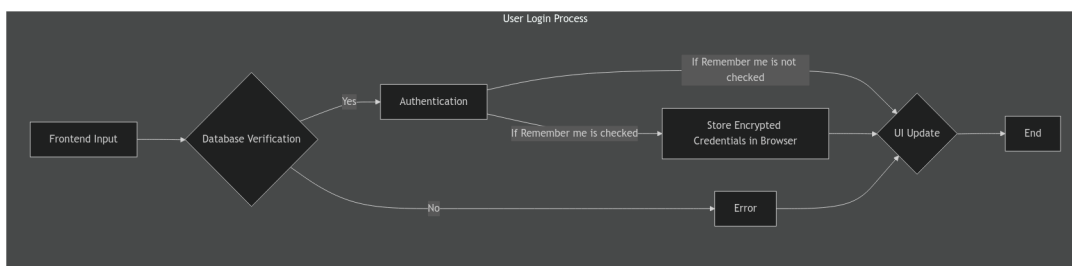 User Login Process
If Remember me is not
checked
Yes
Authentication
Frontend Input
Database Verification
If Remember me is checked
Store Encrypted
Credentials in Browser
UI Update
End
No
Error